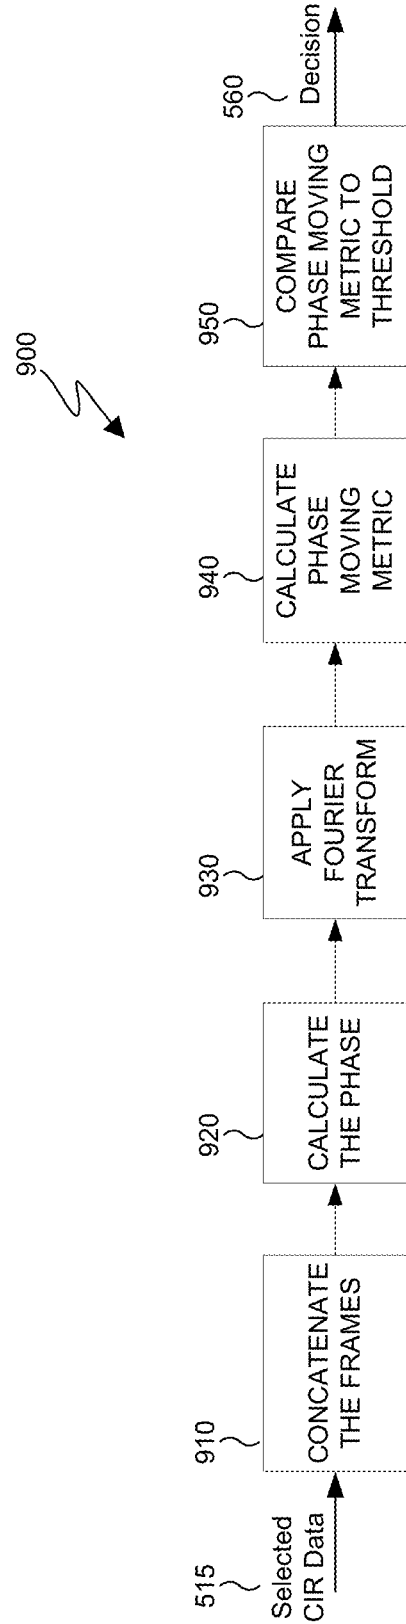 900
515
Selected
CIR Data
910
CONCATENATE
THE FRAMES
920
CALCULATE
THE PHASE
930
APPLY
FOURIER
TRANSFORM
940
CALCULATE
PHASE
MOVING
METRIC
950
COMPARE
PHASE MOVING
METRIC TO
THRESHOLD
560
Decision